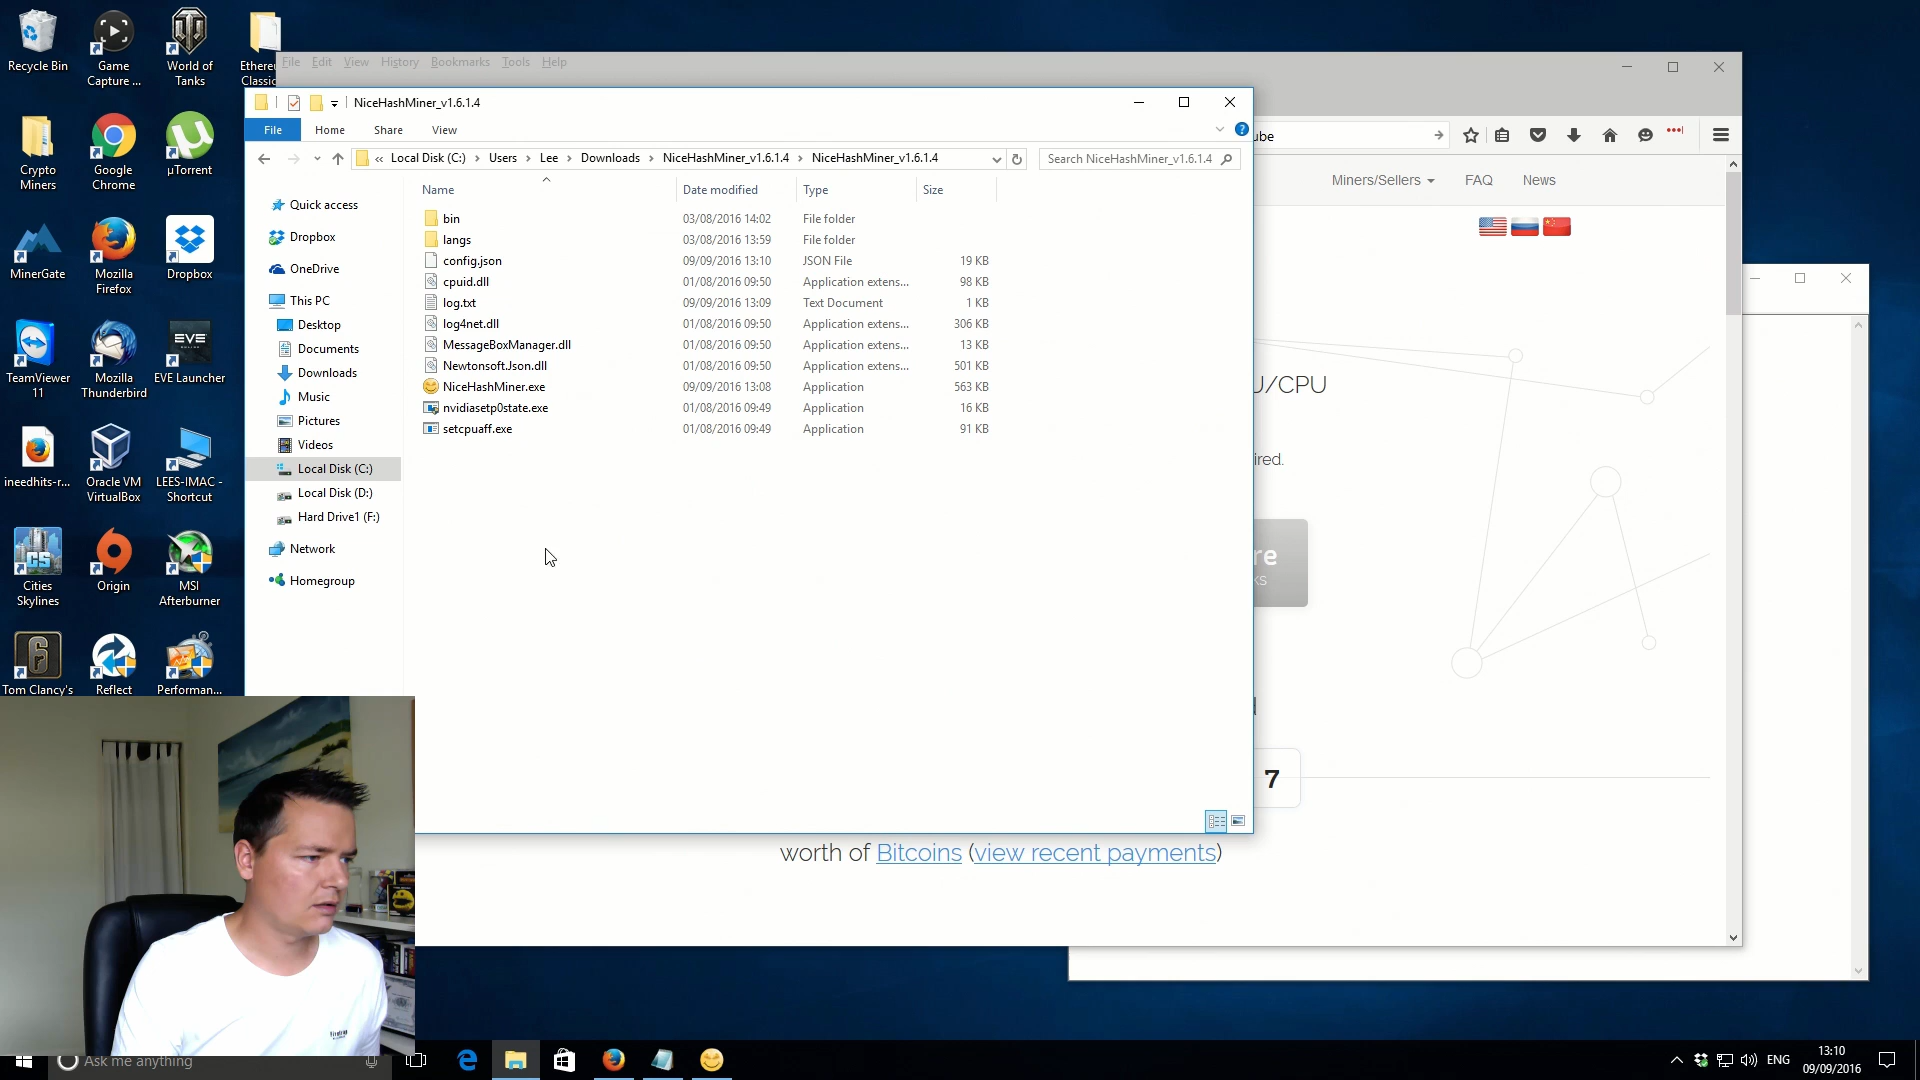 Recycle Bin
Game Capture ...
World of Tanks
Ethereu
Classic
Crypto Miners
Google Chrome
µTorrent
MinerGate
Mozilla Firefox
Dropbox
TeamViewer 11
Mozilla Thunderbird
EVE
EVE Launcher
ineedhits-r...
Oracle VM VirtualBox
LEES-IMAC - Shortcut
CS
Cities Skylines
Origin
MSI Afterburner
6
Tom Clancy's
Reflect
Performan...
File Edit View History Bookmarks Tools Help
NiceHashMiner_v1.6.1.4
File Home Share View
« Local Disk (C:) › Users › Lee › Downloads › NiceHashMiner_v1.6.1.4 › NiceHashMiner_v1.6.1.4
Search NiceHashMiner_v1.6.1.4
Quick access
Dropbox
OneDrive
This PC
Desktop
Documents
Downloads
Music
Pictures
Videos
Local Disk (C:)
Local Disk (D:)
Hard Drive1 (F:)
Network
Homegroup
Name Date modified Type Size
bin 03/08/2016 14:02 File folder
langs 03/08/2016 13:59 File folder
config.json 09/09/2016 13:10 JSON File 19 KB
cpuid.dll 01/08/2016 09:50 Application extens... 98 KB
log.txt 09/09/2016 13:09 Text Document 1 KB
log4net.dll 01/08/2016 09:50 Application extens... 306 KB
MessageBoxManager.dll 01/08/2016 09:50 Application extens... 13 KB
Newtonsoft.Json.dll 01/08/2016 09:50 Application extens... 501 KB
NiceHashMiner.exe 09/09/2016 13:08 Application 563 KB
nvidiasetp0state.exe 01/08/2016 09:49 Application 16 KB
setcpuaff.exe 01/08/2016 09:49 Application 91 KB
ube
Miners/Sellers FAQ News
U/CPU
ired.
re
ks
7
worth of Bitcoins (view recent payments)
Ask me anything
ENG
13:10
09/09/2016